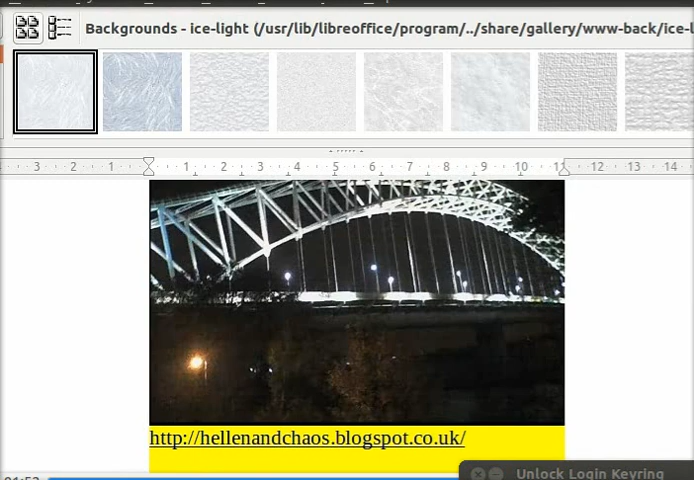 Backgrounds - ice-light (/usr/lib/libreoffice/program/../share/gallery/www-back/ice-l
3 2 1 1 2 3 4 5 6 7 8 9 10 11 12 13 14
http://hellenandchaos.blogspot.co.uk/
Unlock Login Keyring